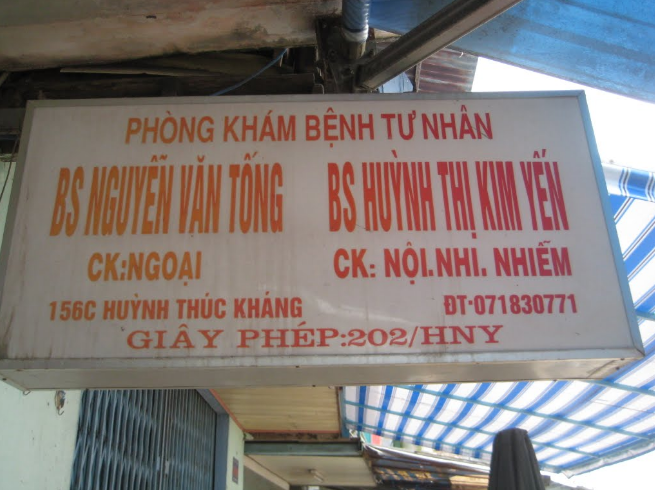 PHÒNG KHÁM BỆNH TƯ NHÂN
BS NGUYỄN VĂN TỐNG BS HUỲNH THỊ KIM YẾN
CK:NGOẠI CK: NỘI.NHI. NHIỄM
156C HUỲNH THÚC KHÁNG ĐT·071830771
GIẤY PHÉP:202/HNY